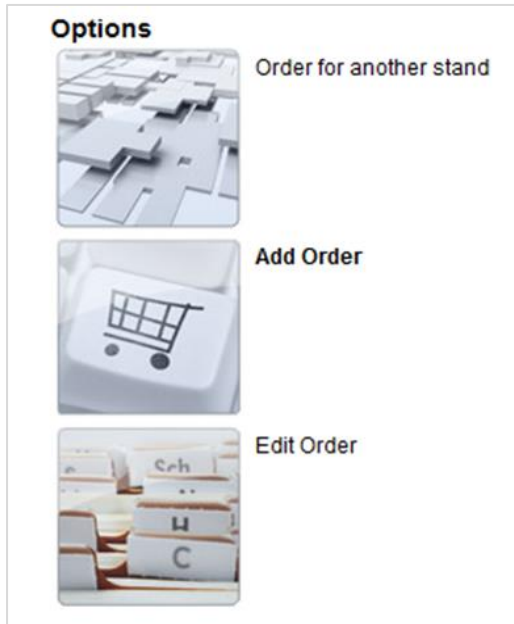 Options
Order for another stand
Add Order
Edit Order
Sch
C